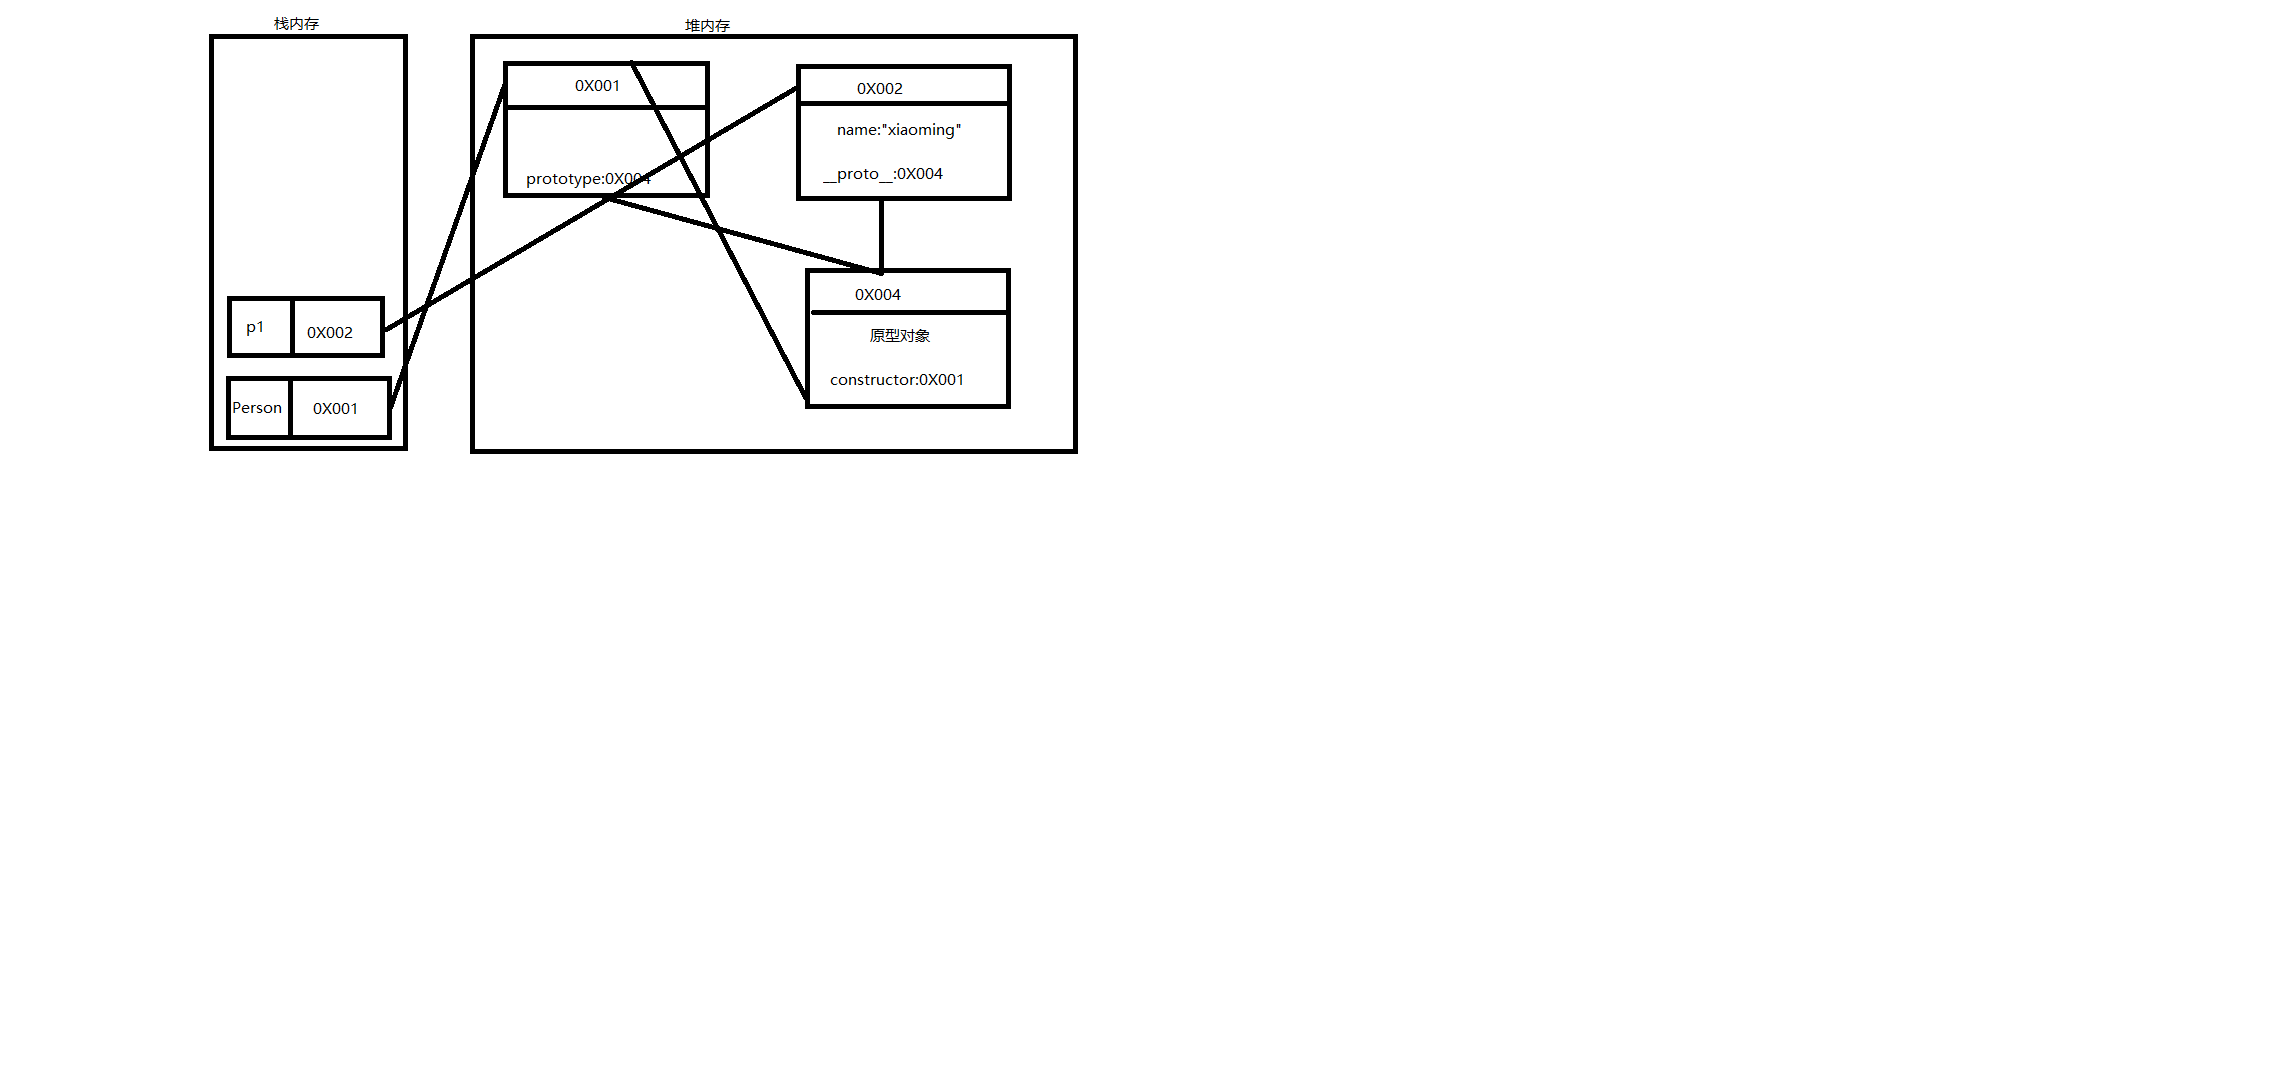 栈内存
堆内存
0X001
prototype:0X004
0X002
name:"xiaoming"
__proto__:0X004
0X004
原型对象
constructor:0X001
p1
0X002
Person
0X001